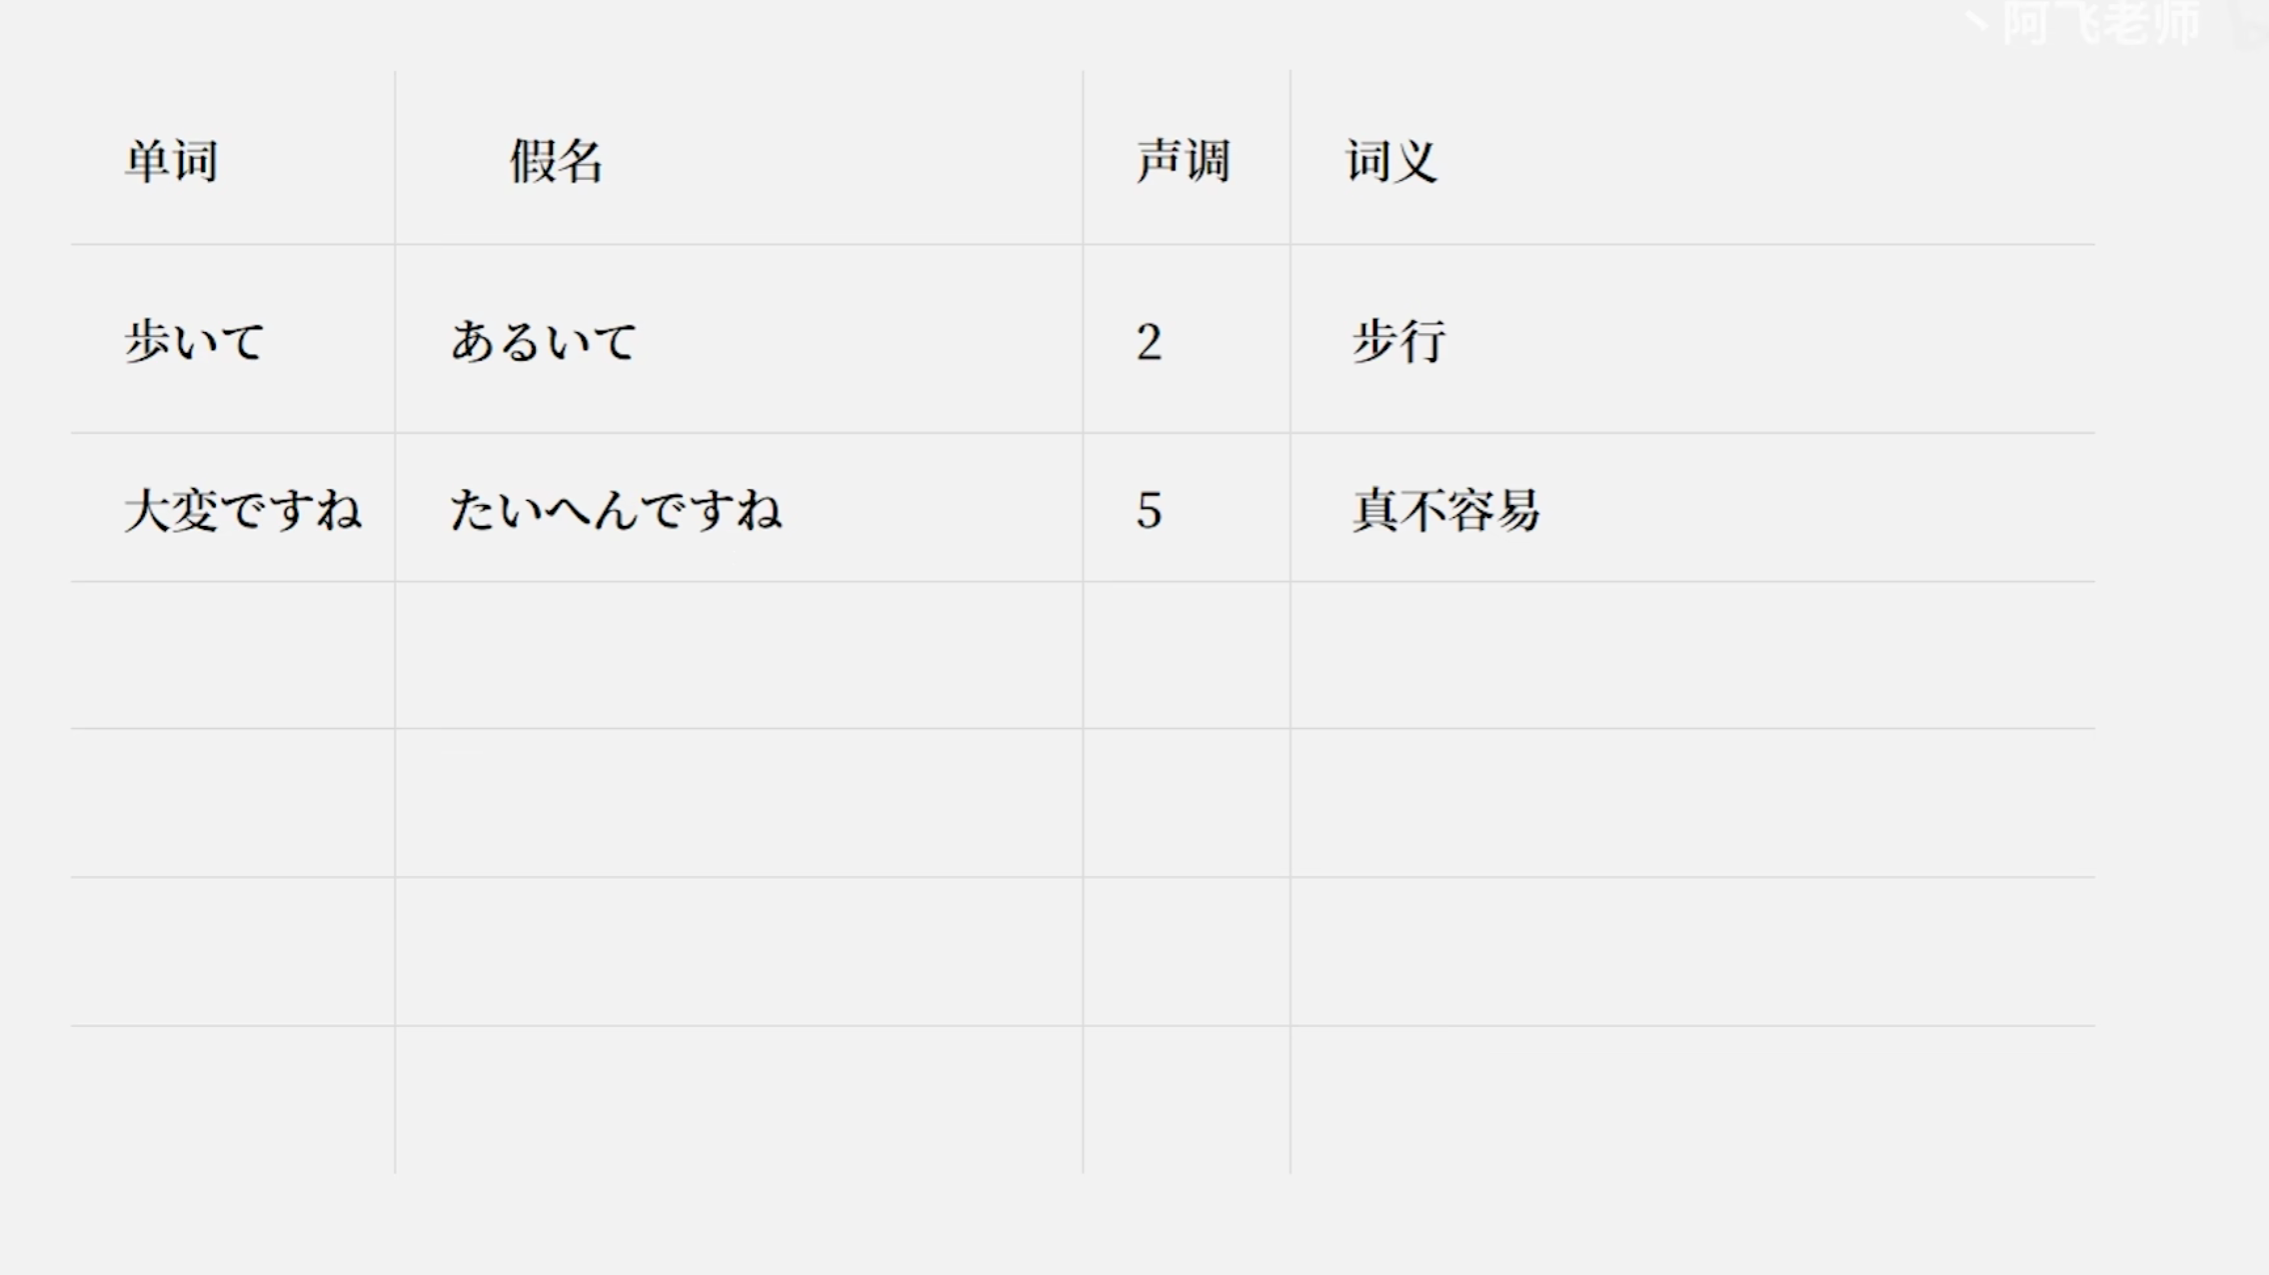 阿飞老师
单词 假名 声调 词义
歩いて あるいて 2 步行
大変ですね たいへんですね 5 真不容易